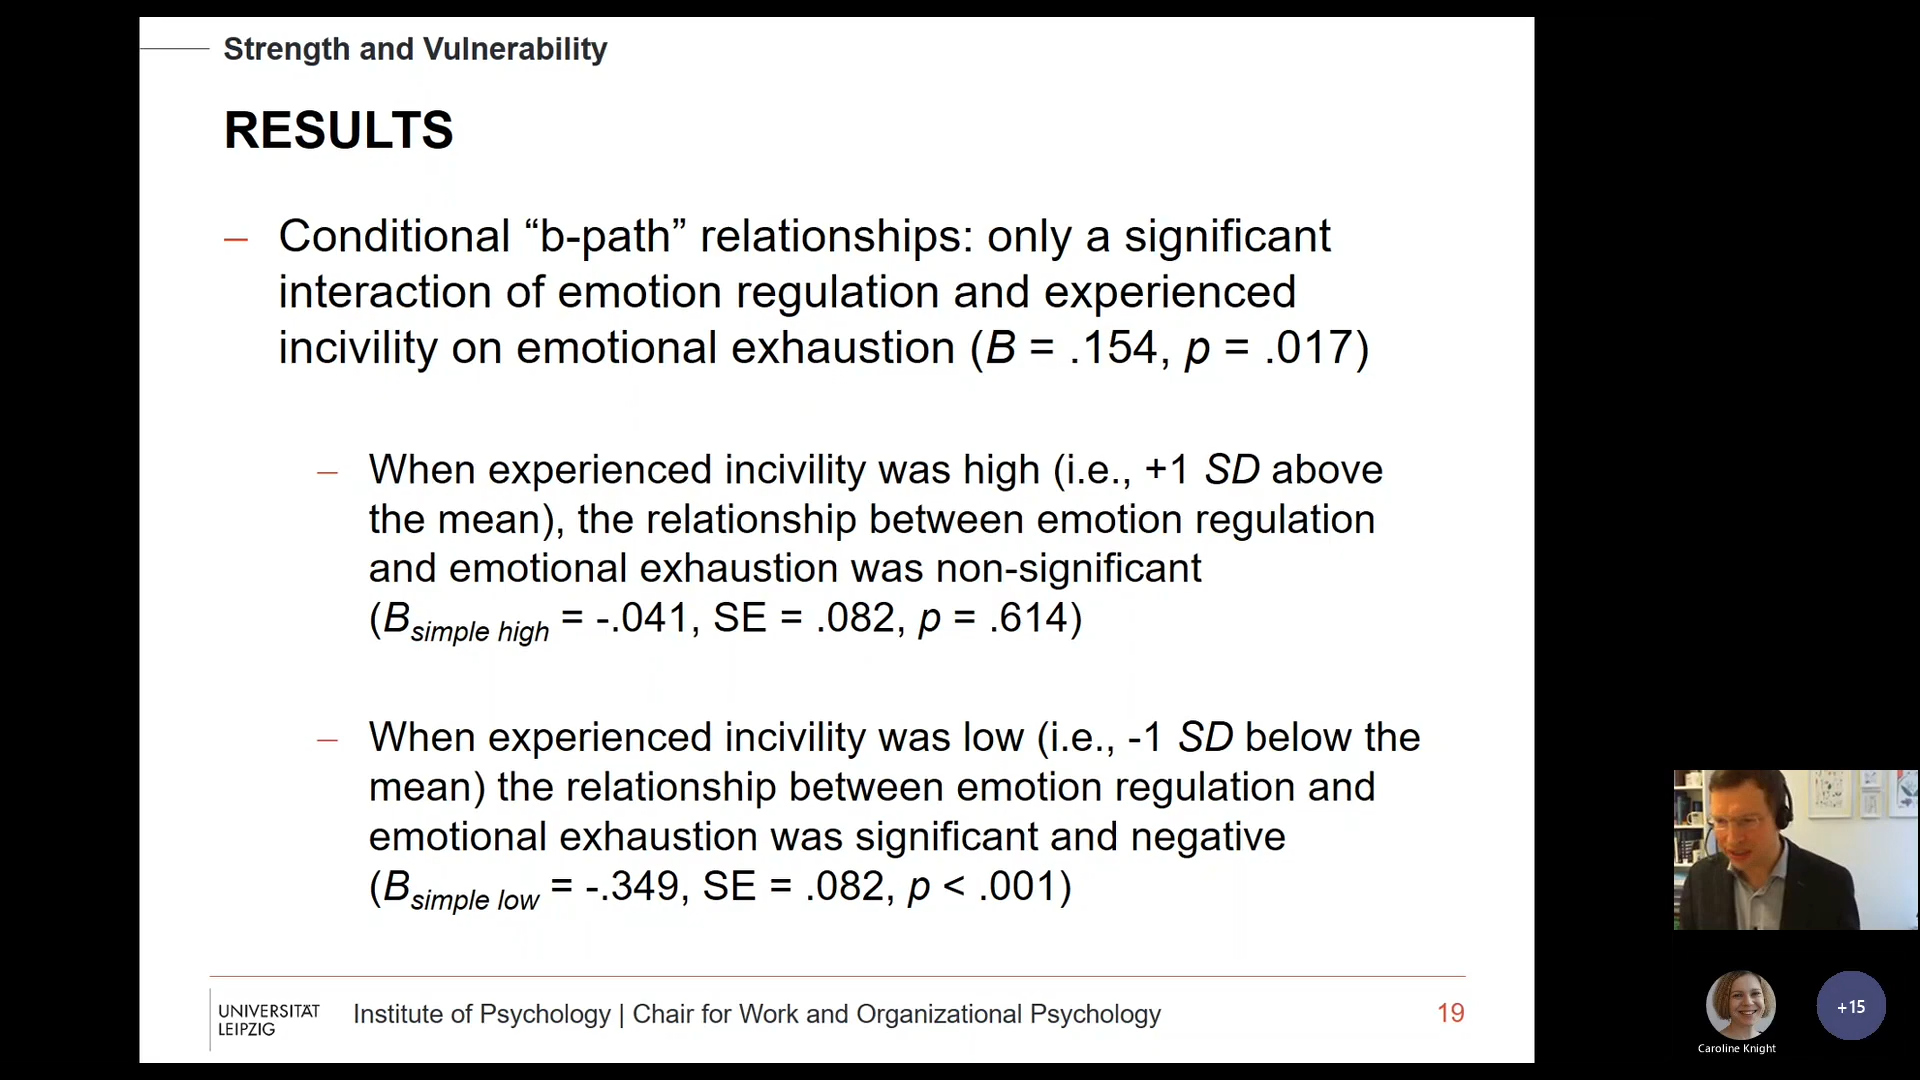 Strength and Vulnerability
RESULTS
– Conditional “b-path” relationships: only a significant
interaction of emotion regulation and experienced
incivility on emotional exhaustion (B = .154, p = .017)
– When experienced incivility was high (i.e., +1 SD above
the mean), the relationship between emotion regulation
and emotional exhaustion was non-significant
(Bsimple high = -.041, SE = .082, p = .614)
– When experienced incivility was low (i.e., -1 SD below the
mean) the relationship between emotion regulation and
emotional exhaustion was significant and negative
(Bsimple low = -.349, SE = .082, p < .001)
UNIVERSITÄT
LEIPZIG
Institute of Psychology | Chair for Work and Organizational Psychology
19
+15
Caroline Knight